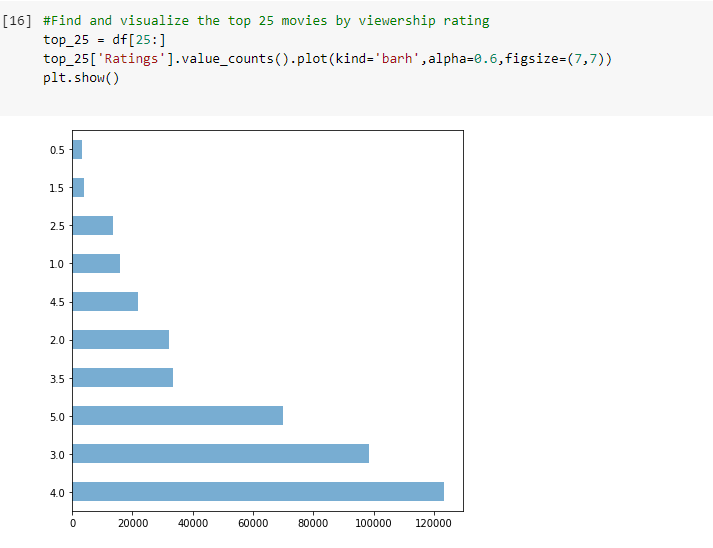 [16] #Find and visualize the top 25 movies by viewership rating
top_25 = df[25:]
top_25['Ratings'].value_counts().plot(kind='barh',alpha=0.6,figsize=(7,7))
plt.show()
0.5
1.5
2.5
1.0
4.5
2.0
3.5
5.0
3.0
4.0
0 20000 40000 60000 80000 100000 120000